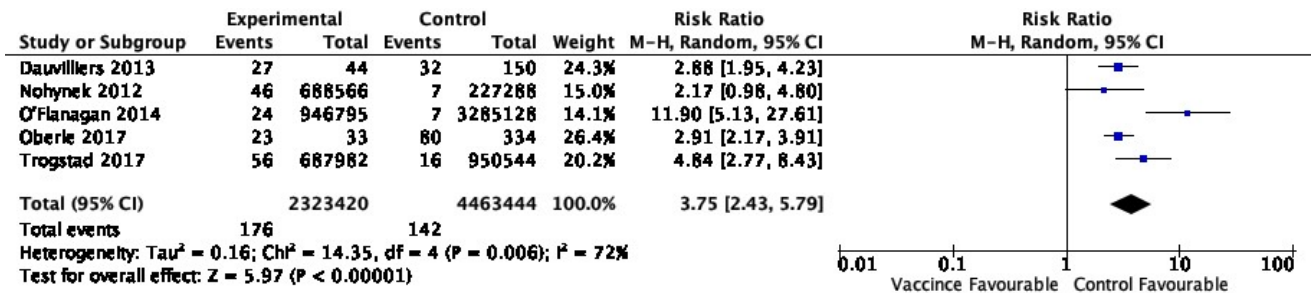 Experimental Control Risk Ratio Risk Ratio
Study or Subgroup Events Total Events Total Weight M-H, Random, 95% CI M-H, Random, 95% CI
Dauvilliers 2013 27 44 32 150 24.3% 2.88 [1.95, 4.23]
Nohynek 2012 46 688566 7 227288 15.0% 2.17 [0.98, 4.80]
O'Flanagan 2014 24 946795 7 3285128 14.1% 11.90 [5.13, 27.61]
Oberle 2017 23 33 80 334 26.4% 2.91 [2.17, 3.91]
Trogstad 2017 56 687982 16 950544 20.2% 4.84 [2.77, 8.43]
Total (95% CI) 2323420 4463444 100.0% 3.75 [2.43, 5.79]
Total events 176 142
Heterogeneity: Tau² = 0.16; Chi² = 14.35, df = 4 (P = 0.006); I² = 72%
Test for overall effect: Z = 5.97 (P < 0.00001)
0.01 0.1 1 10 100
Vaccince Favourable Control Favourable